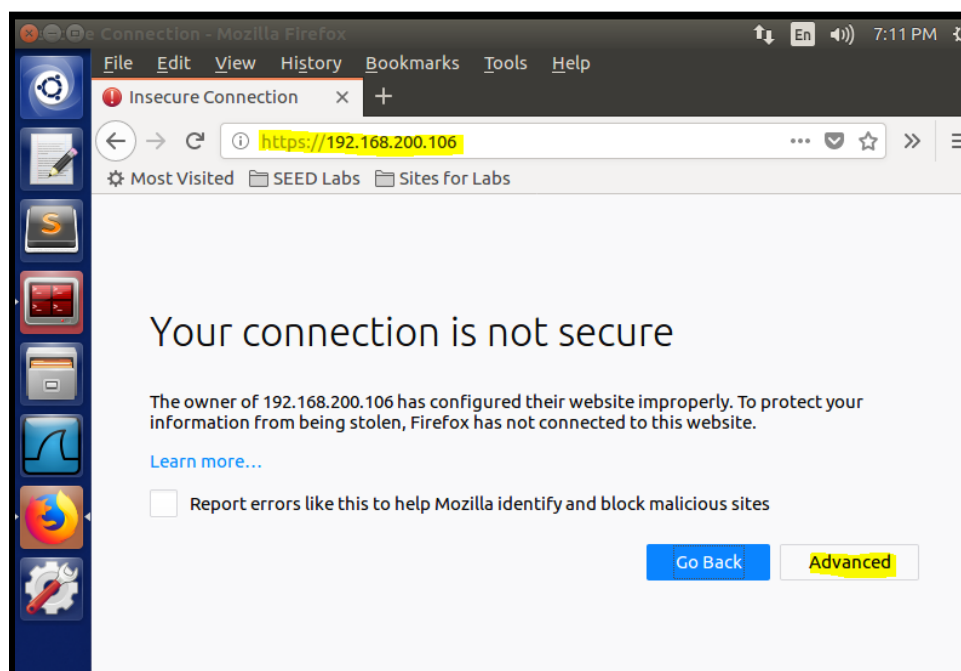 Connection - Mozilla Firefox
En 7:11 PM
File Edit View History Bookmarks Tools Help
Insecure Connection
https://192.168.200.106
Most Visited SEED Labs Sites for Labs
Your connection is not secure
The owner of 192.168.200.106 has configured their website improperly. To protect your
information from being stolen, Firefox has not connected to this website.
Learn more…
Report errors like this to help Mozilla identify and block malicious sites
Go Back Advanced